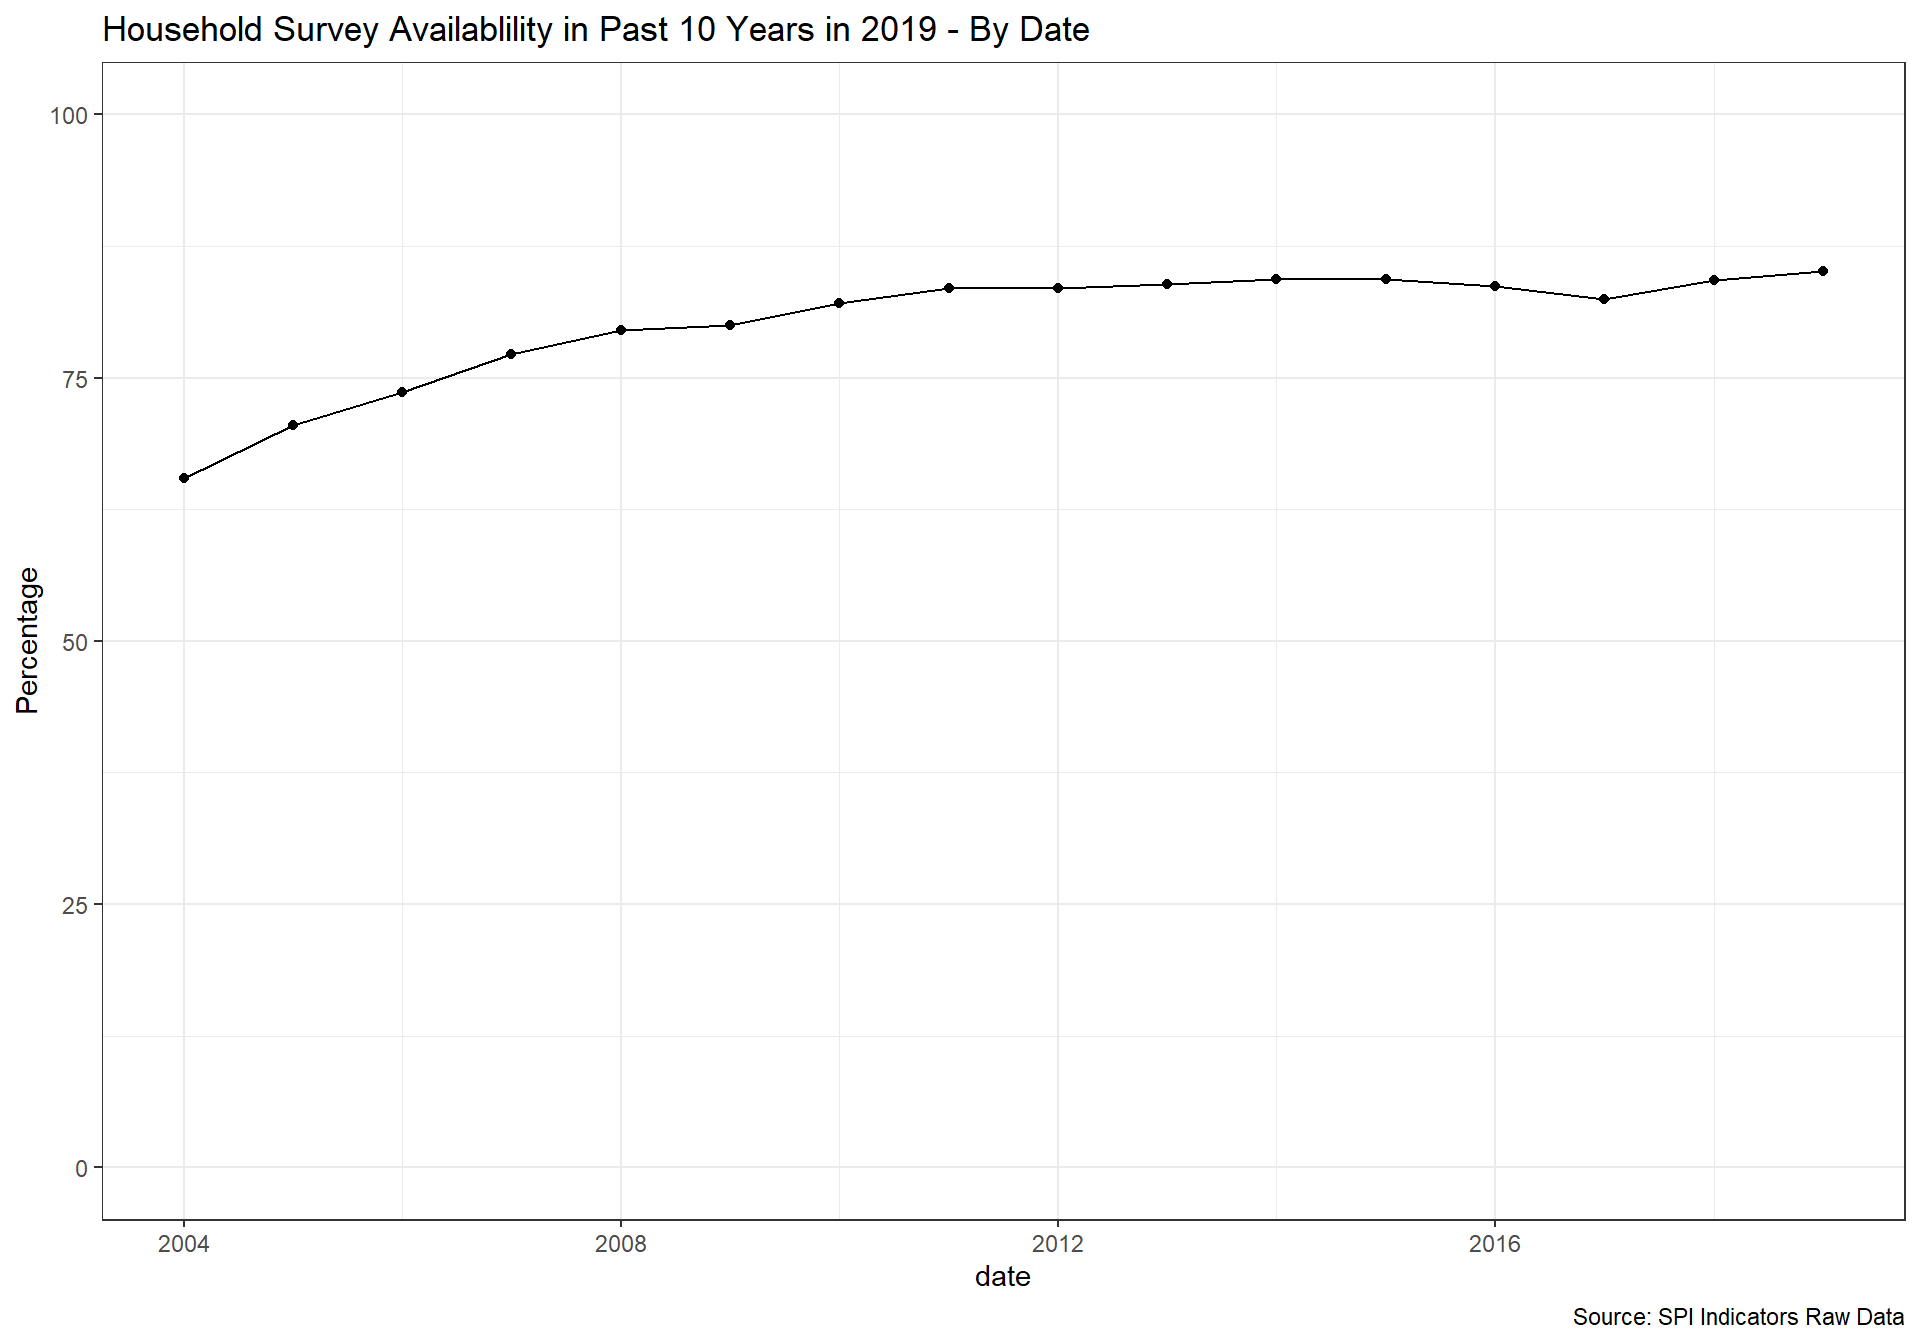 Household Survey Availablility in Past 10 Years in 2019 - By Date
100
75
50
25
0
Percentage
2004 2008 2012 2016
date
Source: SPI Indicators Raw Data